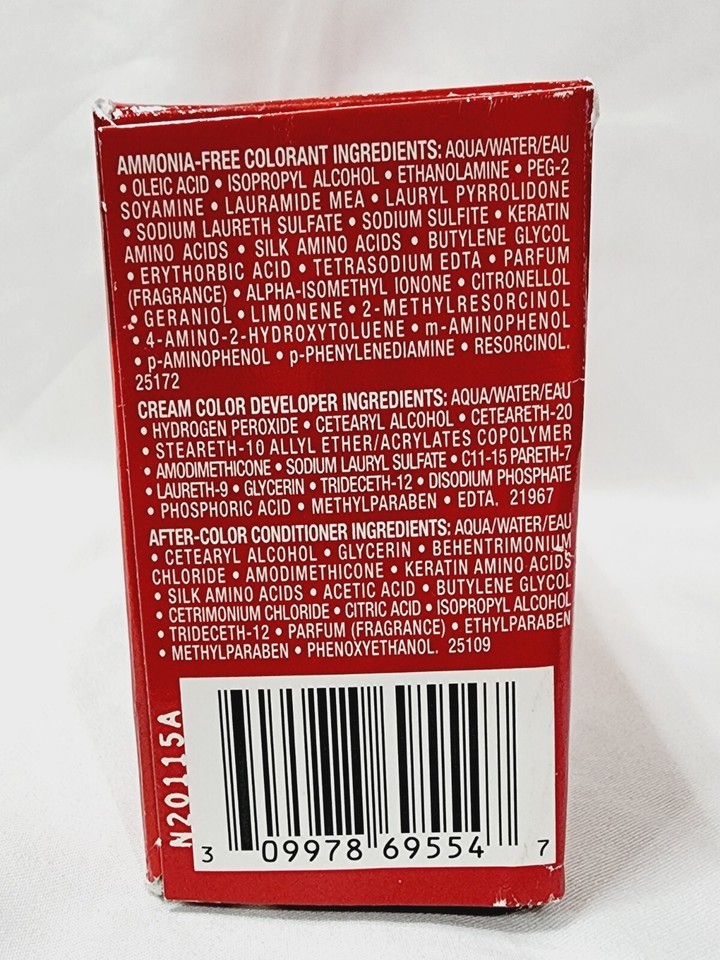 AMMONIA-FREE COLORANT INGREDIENTS: AQUA/WATER/EAU
• OLEIC ACID • ISOPROPYL ALCOHOL • ETHANOLAMINE • PEG-2
SOYAMINE • LAURAMIDE MEA • LAURYL PYRROLIDONE
• SODIUM LAURETH SULFATE • SODIUM SULFITE • KERATIN
AMINO ACIDS • SILK AMINO ACIDS • BUTYLENE GLYCOL
• ERYTHORBIC ACID • TETRASODIUM EDTA • PARFUM
(FRAGRANCE) • ALPHA-ISOMETHYL IONONE • CITRONELLOL
• GERANIOL • LIMONENE • 2-METHYLRESORCINOL
• 4-AMINO-2-HYDROXYTOLUENE • m-AMINOPHENOL
• p-AMINOPHENOL • p-PHENYLENEDIAMINE • RESORCINOL.
25172
CREAM COLOR DEVELOPER INGREDIENTS: AQUA/WATER/EAU
• HYDROGEN PEROXIDE • CETEARYL ALCOHOL • CETEARETH-20
• STEARETH-10 ALLYL ETHER/ACRYLATES COPOLYMER
• AMODIMETHICONE • SODIUM LAURYL SULFATE • C11-15 PARETH-7
• LAURETH-9 • GLYCERIN • TRIDECETH-12 • DISODIUM PHOSPHATE
• PHOSPHORIC ACID • METHYLPARABEN • EDTA. 21967
AFTER-COLOR CONDITIONER INGREDIENTS: AQUA/WATER/EAU
• CETEARYL ALCOHOL • GLYCERIN • BEHENTRIMONIUM
CHLORIDE • AMODIMETHICONE • KERATIN AMINO ACIDS
• SILK AMINO ACIDS • ACETIC ACID • BUTYLENE GLYCOL
• CETRIMONIUM CHLORIDE • CITRIC ACID • ISOPROPYL ALCOHOL
• TRIDECETH-12 • PARFUM (FRAGRANCE) • ETHYLPARABEN
• METHYLPARABEN • PHENOXYETHANOL. 25109
N20115A
3 09978 69554 7